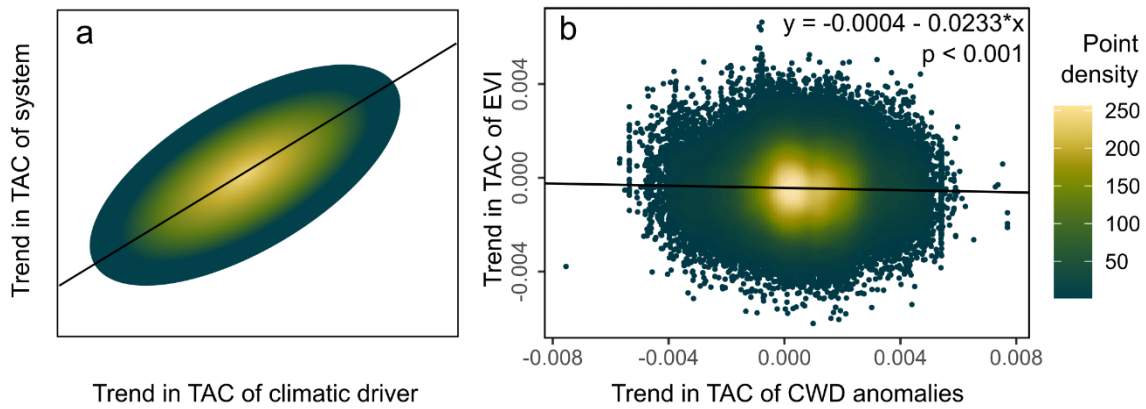 a
Trend in TAC of system
Trend in TAC of climatic driver
b
y = -0.0004 - 0.0233*x
p < 0.001
Trend in TAC of EVI
0.004
0.000
-0.004
-0.008
-0.004
0.000
0.004
0.008
Trend in TAC of CWD anomalies
Point
density
250
200
150
100
50